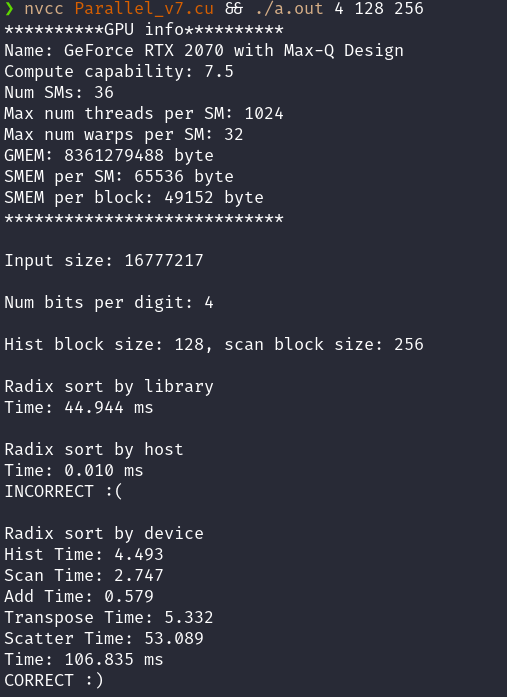 ❯ nvcc Parallel_v7.cu && ./a.out 4 128 256
**********GPU info**********
Name: GeForce RTX 2070 with Max-Q Design
Compute capability: 7.5
Num SMs: 36
Max num threads per SM: 1024
Max num warps per SM: 32
GMEM: 8361279488 byte
SMEM per SM: 65536 byte
SMEM per block: 49152 byte
****************************
Input size: 16777217
Num bits per digit: 4
Hist block size: 128, scan block size: 256
Radix sort by library
Time: 44.944 ms
Radix sort by host
Time: 0.010 ms
INCORRECT :(
Radix sort by device
Hist Time: 4.493
Scan Time: 2.747
Add Time: 0.579
Transpose Time: 5.332
Scatter Time: 53.089
Time: 106.835 ms
CORRECT :)